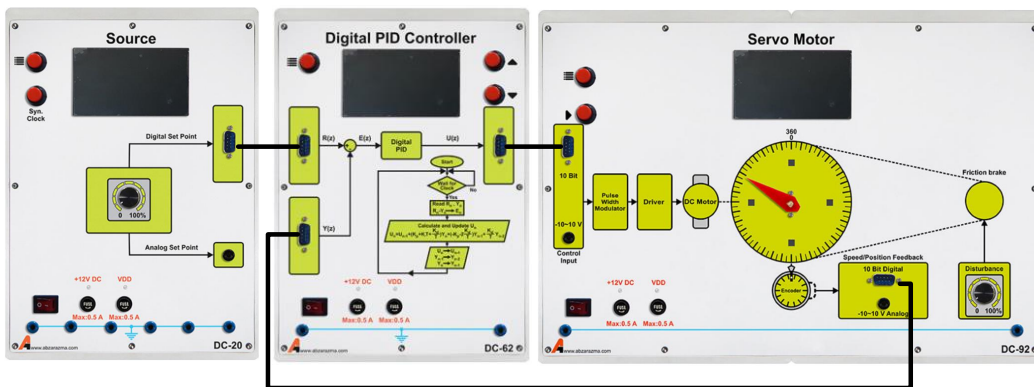 Source
Syn.
Clock
Digital Set Point
0 100%
Analog Set Point
+12V DC
VDD
FUSE
FUSE
Max:0.5 A
Max:0.5 A
www.abzarazma.com
DC-20
Digital PID Controller
R(z)
E(z)
Digital
PID
U(z)
Start
Wait for
Clock
No
Yes
Calculate and Update Uₙ
Y(z)
+12V DC
VDD
FUSE
FUSE
Max:0.5 A
Max:0.5 A
www.abzarazma.com
DC-62
Servo Motor
10 Bit
-10~10 V
Control
Input
Pulse
Width
Modulator
Driver
DC Motor
360
0
Friction brake
Encoder
Speed/Position Feedback
10 Bit Digital
-10~10 V Analog
Disturbance
0 100%
+12V DC
VDD
FUSE
FUSE
Max:0.5 A
Max:0.5 A
www.abzarazma.com
DC-92